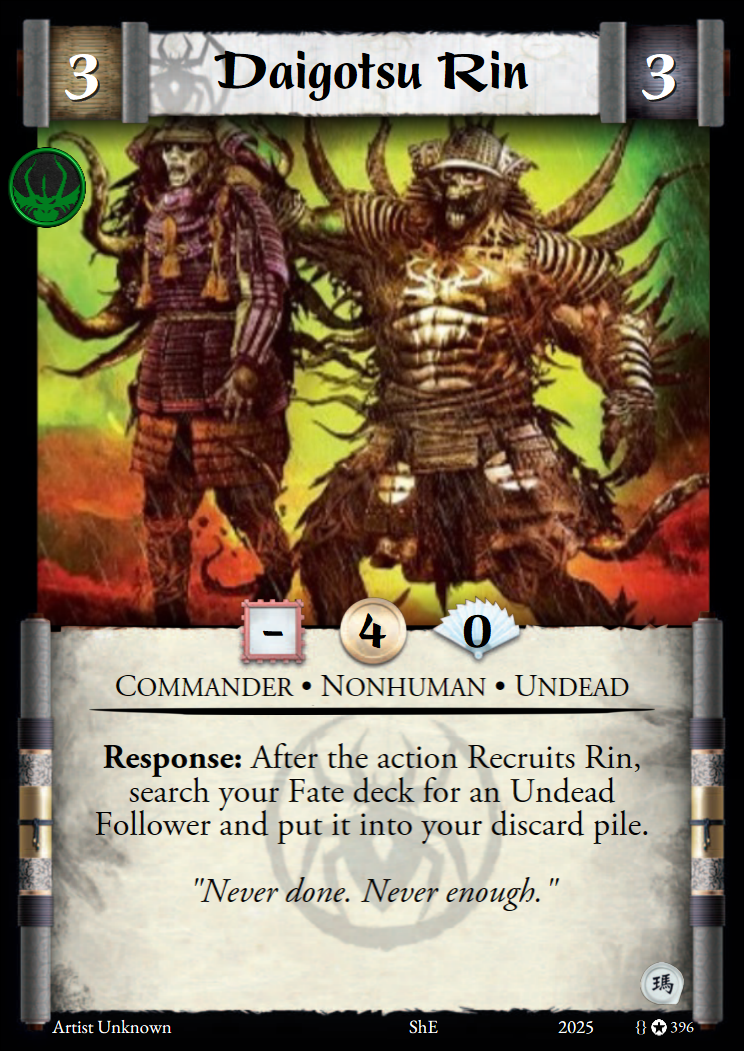 3 Daigotsu Rin 3
- 4 0
COMMANDER • NONHUMAN • UNDEAD
Response: After the action Recruits Rin,
search your Fate deck for an Undead
Follower and put it into your discard pile.
"Never done. Never enough."
瑪
Artist Unknown ShE 2025 {} ✪ 396